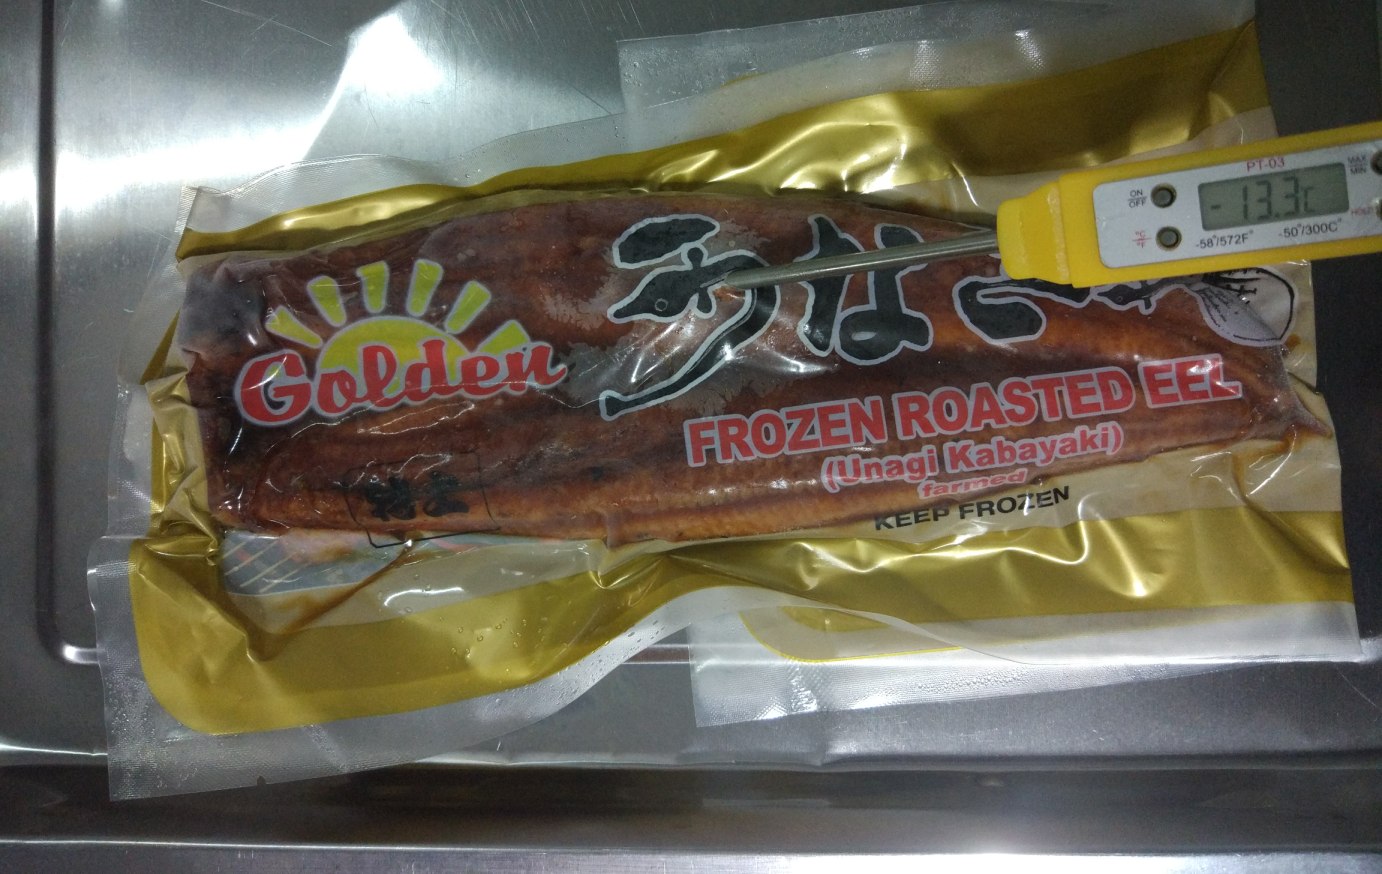 うなぎ
Golden
FROZEN ROASTED EEL
(Unagi Kabayaki)
farmed
KEEP FROZEN
PT-03
ON
OFF
°C
°F
-13.3°C
MAX
MIN
HOLD
-58°/572F° -50°/300C°